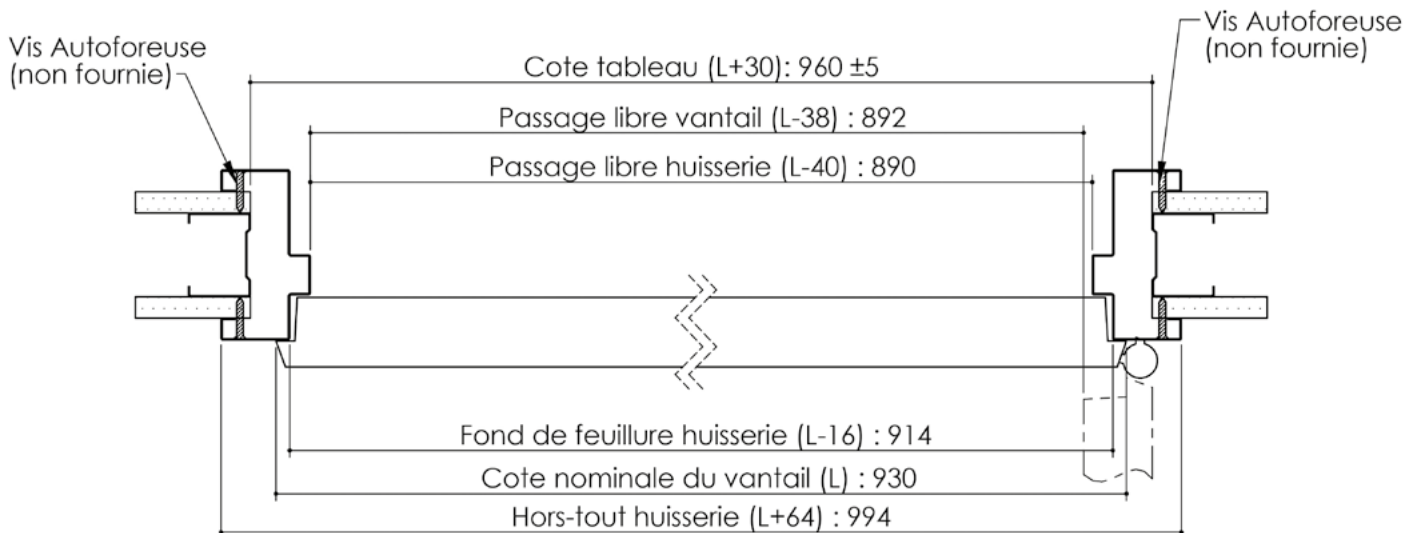 Vis Autoforeuse
(non fournie)
Vis Autoforeuse
(non fournie)
Cote tableau (L+30): 960 ±5
Passage libre vantail (L-38) : 892
Passage libre huisserie (L-40) : 890
Fond de feuillure huisserie (L-16) : 914
Cote nominale du vantail (L) : 930
Hors-tout huisserie (L+64) : 994